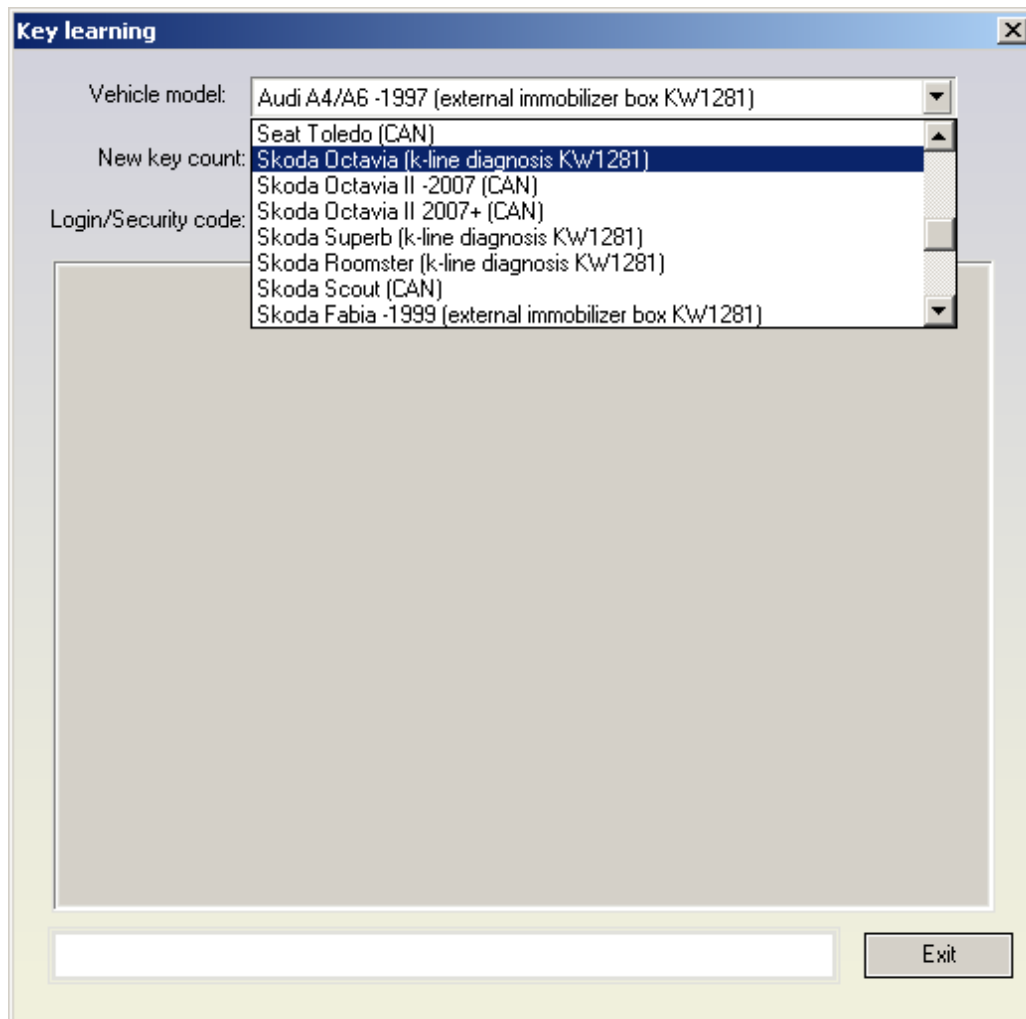 Key learning
Vehicle model:
Audi A4/A6 -1997 (external immobilizer box KW1281)
Seat Toledo (CAN)
New key count:
Skoda Octavia (k-line diagnosis KW1281)
Skoda Octavia II -2007 (CAN)
Skoda Octavia II 2007+ (CAN)
Login/Security code:
Skoda Superb (k-line diagnosis KW1281)
Skoda Roomster (k-line diagnosis KW1281)
Skoda Scout (CAN)
Skoda Fabia -1999 (external immobilizer box KW1281)
Exit